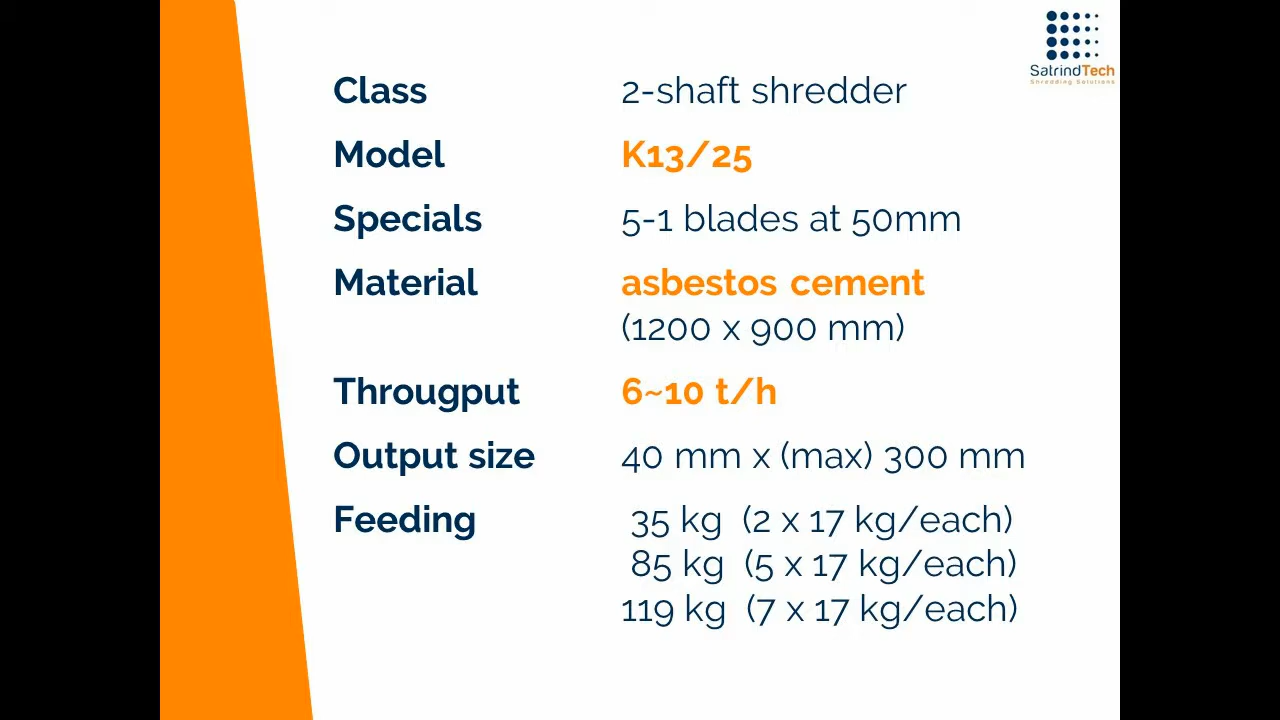 SatrindTech
Shredding Solutions
Class 2-shaft shredder
Model K13/25
Specials 5-1 blades at 50mm
Material asbestos cement
(1200 x 900 mm)
Througput 6~10 t/h
Output size 40 mm x (max) 300 mm
Feeding 35 kg (2 x 17 kg/each)
85 kg (5 x 17 kg/each)
119 kg (7 x 17 kg/each)